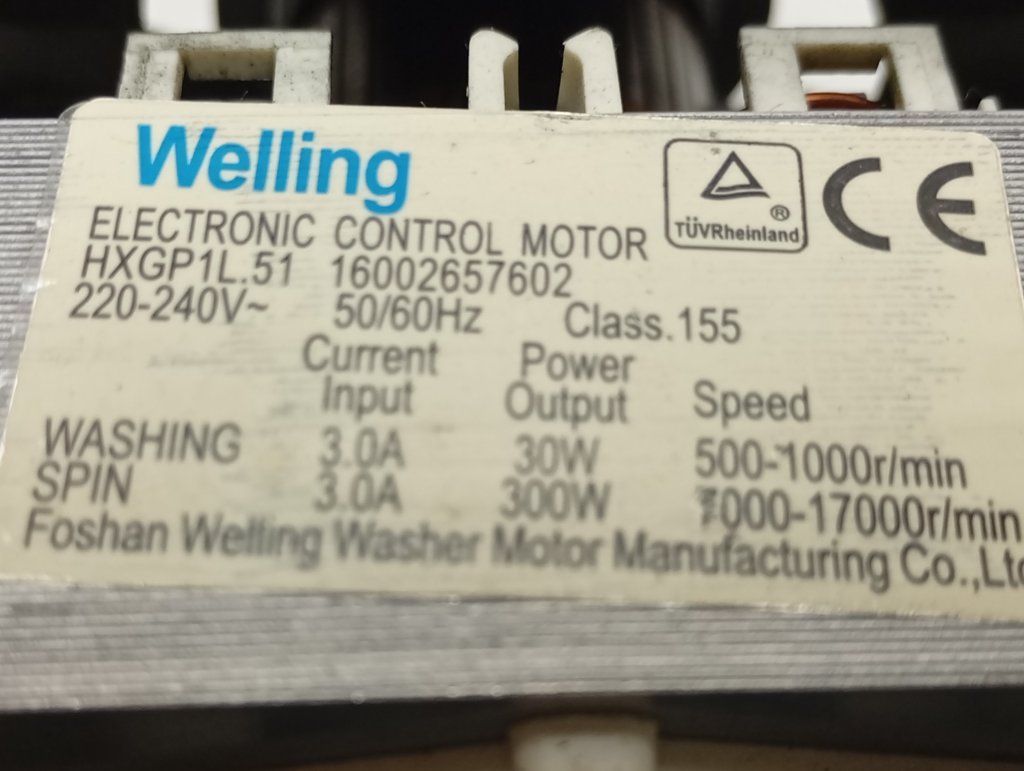 Welling
TÜVRheinland ®
CE
ELECTRONIC CONTROL MOTOR
HXGP1L.51 16002657602
220-240V~ 50/60Hz Class.155
Current Power
Input Output Speed
WASHING 3.0A 30W 500-1000r/min
SPIN 3.0A 300W 7000-17000r/min
Foshan Welling Washer Motor Manufacturing Co.,Ltd